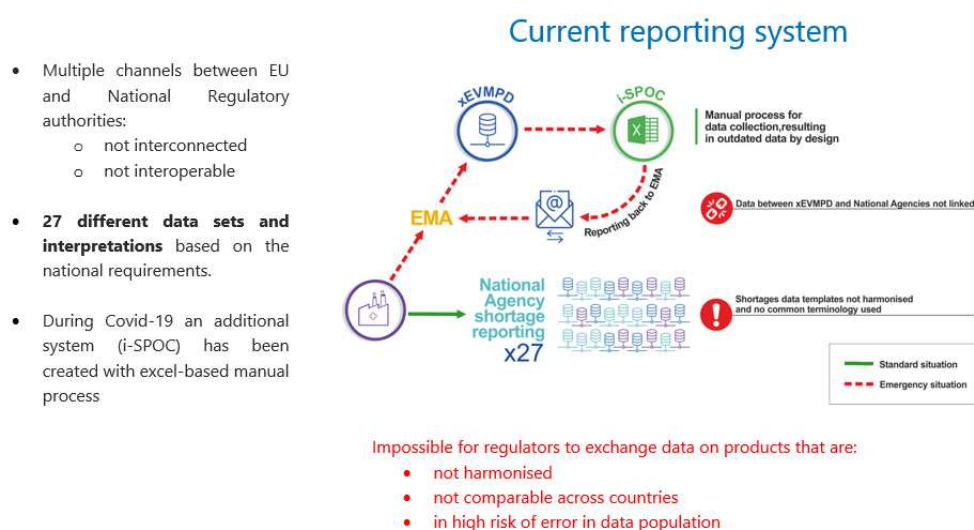 Current reporting system
• Multiple channels between EU
and National Regulatory
authorities:
o not interconnected
o not interoperable
• 27 different data sets and
interpretations based on the
national requirements.
• During Covid-19 an additional
system (i-SPOC) has been
created with excel-based manual
process
xEVMPD
i-SPOC
Manual process for
data collection,resulting
in outdated data by design
EMA
@
Reporting back to EMA
Data between xEVMPD and National Agencies not linked
National
Agency
shortage
reporting
x27
Shortages data templates not harmonised
and no common terminology used
Standard situation
Emergency situation
Impossible for regulators to exchange data on products that are:
• not harmonised
• not comparable across countries
• in high risk of error in data population